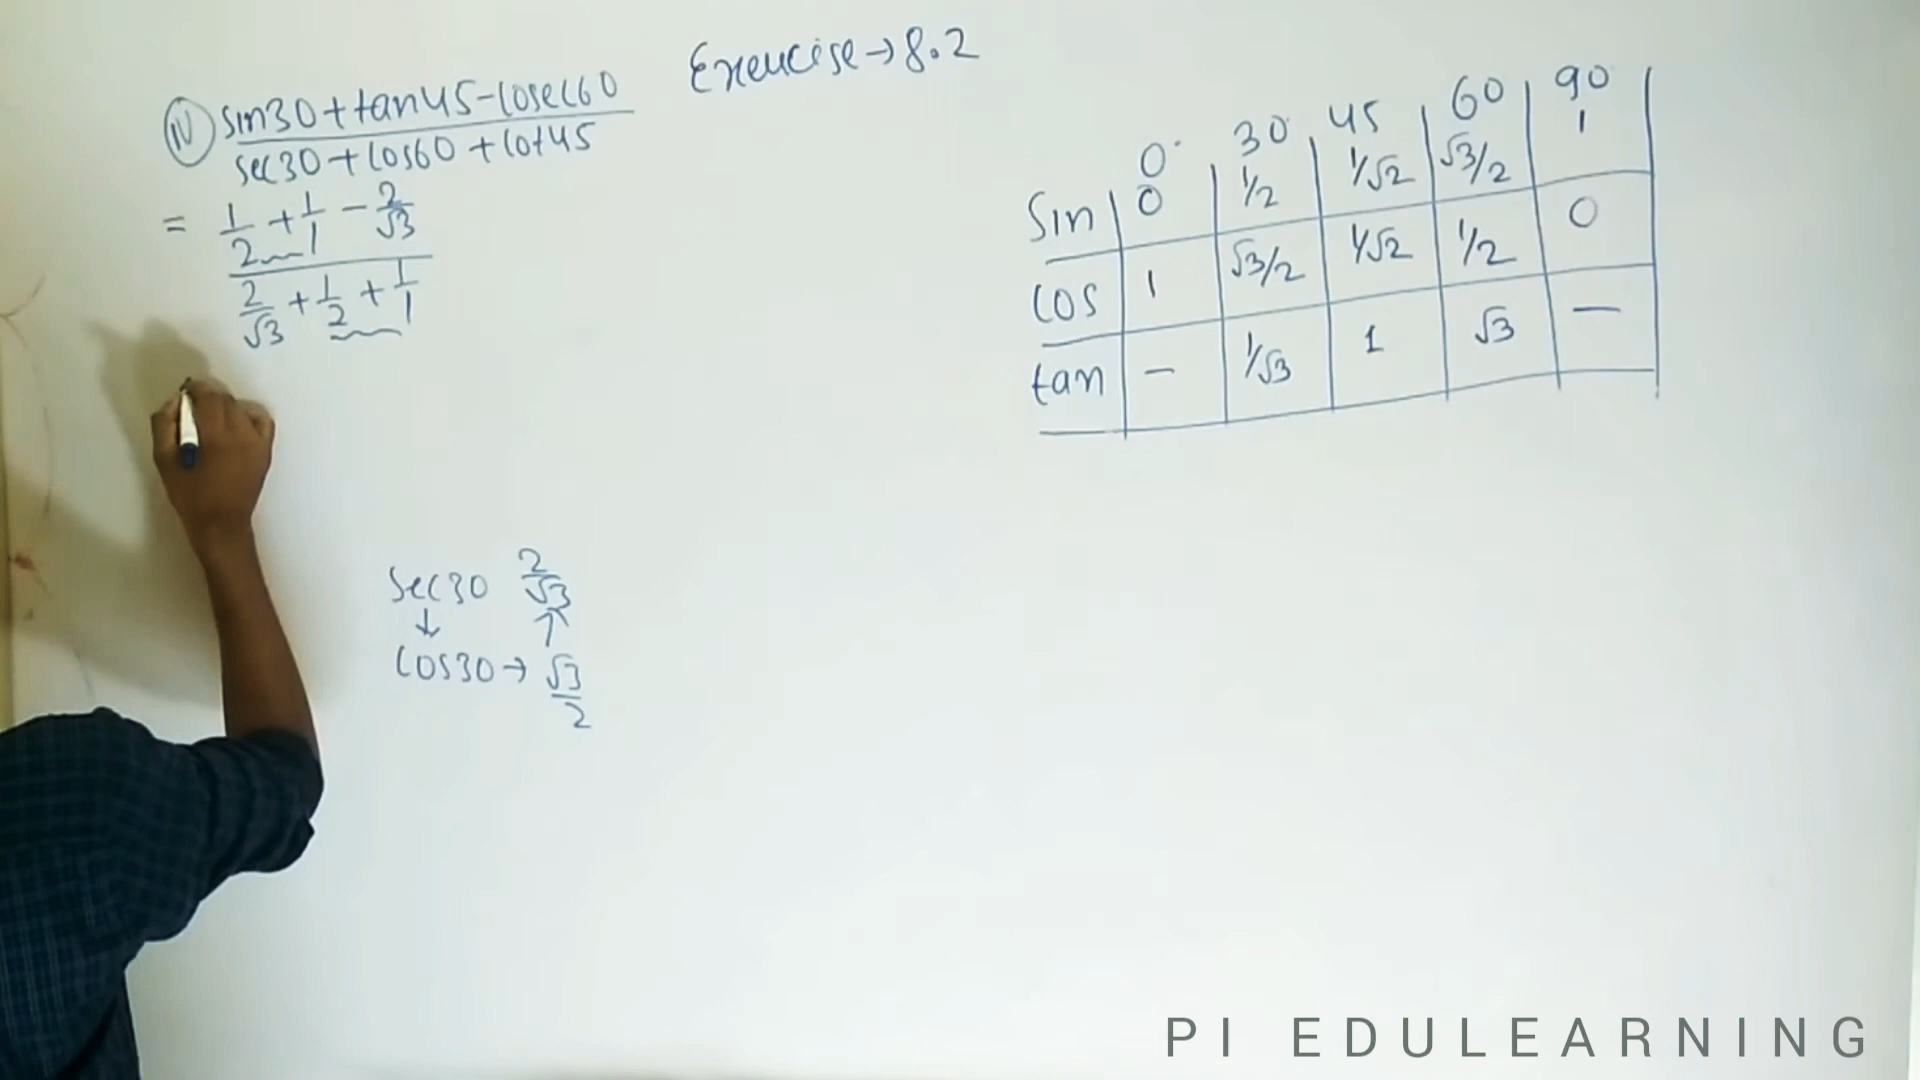 Exercise → 8.2
(iv) sin30 + tan45 - cosec60
sec30 + cos60 + cot45
= 1/2 + 1/1 - 2/√3
2/√3 + 1/2 + 1/1
sec30 2/√3
↓ ↑
cos30 → √3/2
0° 30 45 60 90
Sin 0 1/2 1/√2 √3/2 1
cos 1 √3/2 1/√2 1/2 0
tan – 1/√3 1 √3 –
PI EDULEARNING